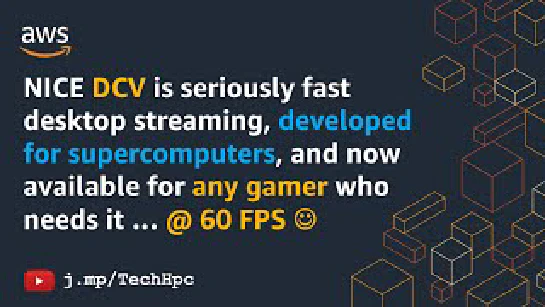 aws
NICE DCV is seriously fast
desktop streaming, developed
for supercomputers, and now
available for any gamer who
needs it ... @ 60 FPS ☺
j.mp/TechHpc